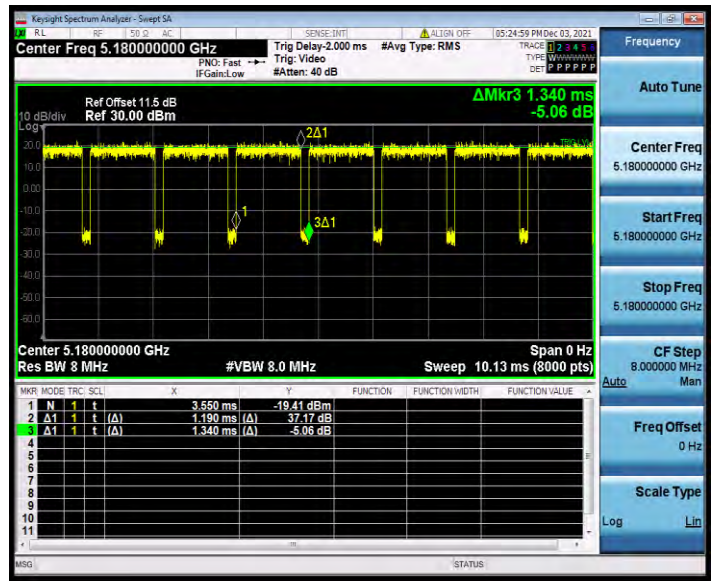 Keysight Spectrum Analyzer - Swept SA
RL RF 50 Ω AC SENSE:INT ALIGN OFF 05:24:59 PM Dec 03, 2021
Center Freq 5.180000000 GHz
PNO: Fast
IFGain:Low
Trig Delay-2.000 ms
Trig: Video
#Atten: 40 dB
#Avg Type: RMS
TRACE 1 2 3 4 5 6
TYPE WWWWWW
DET P P P P P P
Frequency
Auto Tune
Center Freq
5.180000000 GHz
Start Freq
5.180000000 GHz
Stop Freq
5.180000000 GHz
CF Step
8.000000 MHz
Auto Man
Freq Offset
0 Hz
Scale Type
Log Lin
ΔMkr3 1.340 ms
-5.06 dB
Ref Offset 11.5 dB
10 dB/div Ref 30.00 dBm
Log
20.0
10.0
0.00
-10.0
-20.0
-30.0
-40.0
-50.0
-60.0
2Δ1
1
3Δ1
Center 5.180000000 GHz Span 0 Hz
Res BW 8 MHz #VBW 8.0 MHz Sweep 10.13 ms (8000 pts)
MKR MODE TRC SCL X Y FUNCTION FUNCTION WIDTH FUNCTION VALUE
1 N 1 t 3.550 ms -19.41 dBm
2 Δ1 1 t (Δ) 1.190 ms (Δ) 37.17 dB
3 Δ1 1 t (Δ) 1.340 ms (Δ) -5.06 dB
4
5
6
7
8
9
10
11
MSG STATUS